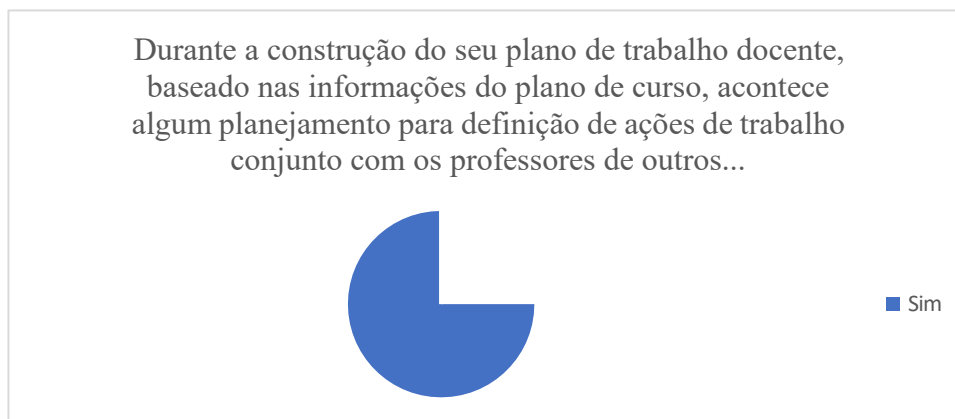 Durante a construção do seu plano de trabalho docente,
baseado nas informações do plano de curso, acontece
algum planejamento para definição de ações de trabalho
conjunto com os professores de outros...
Sim